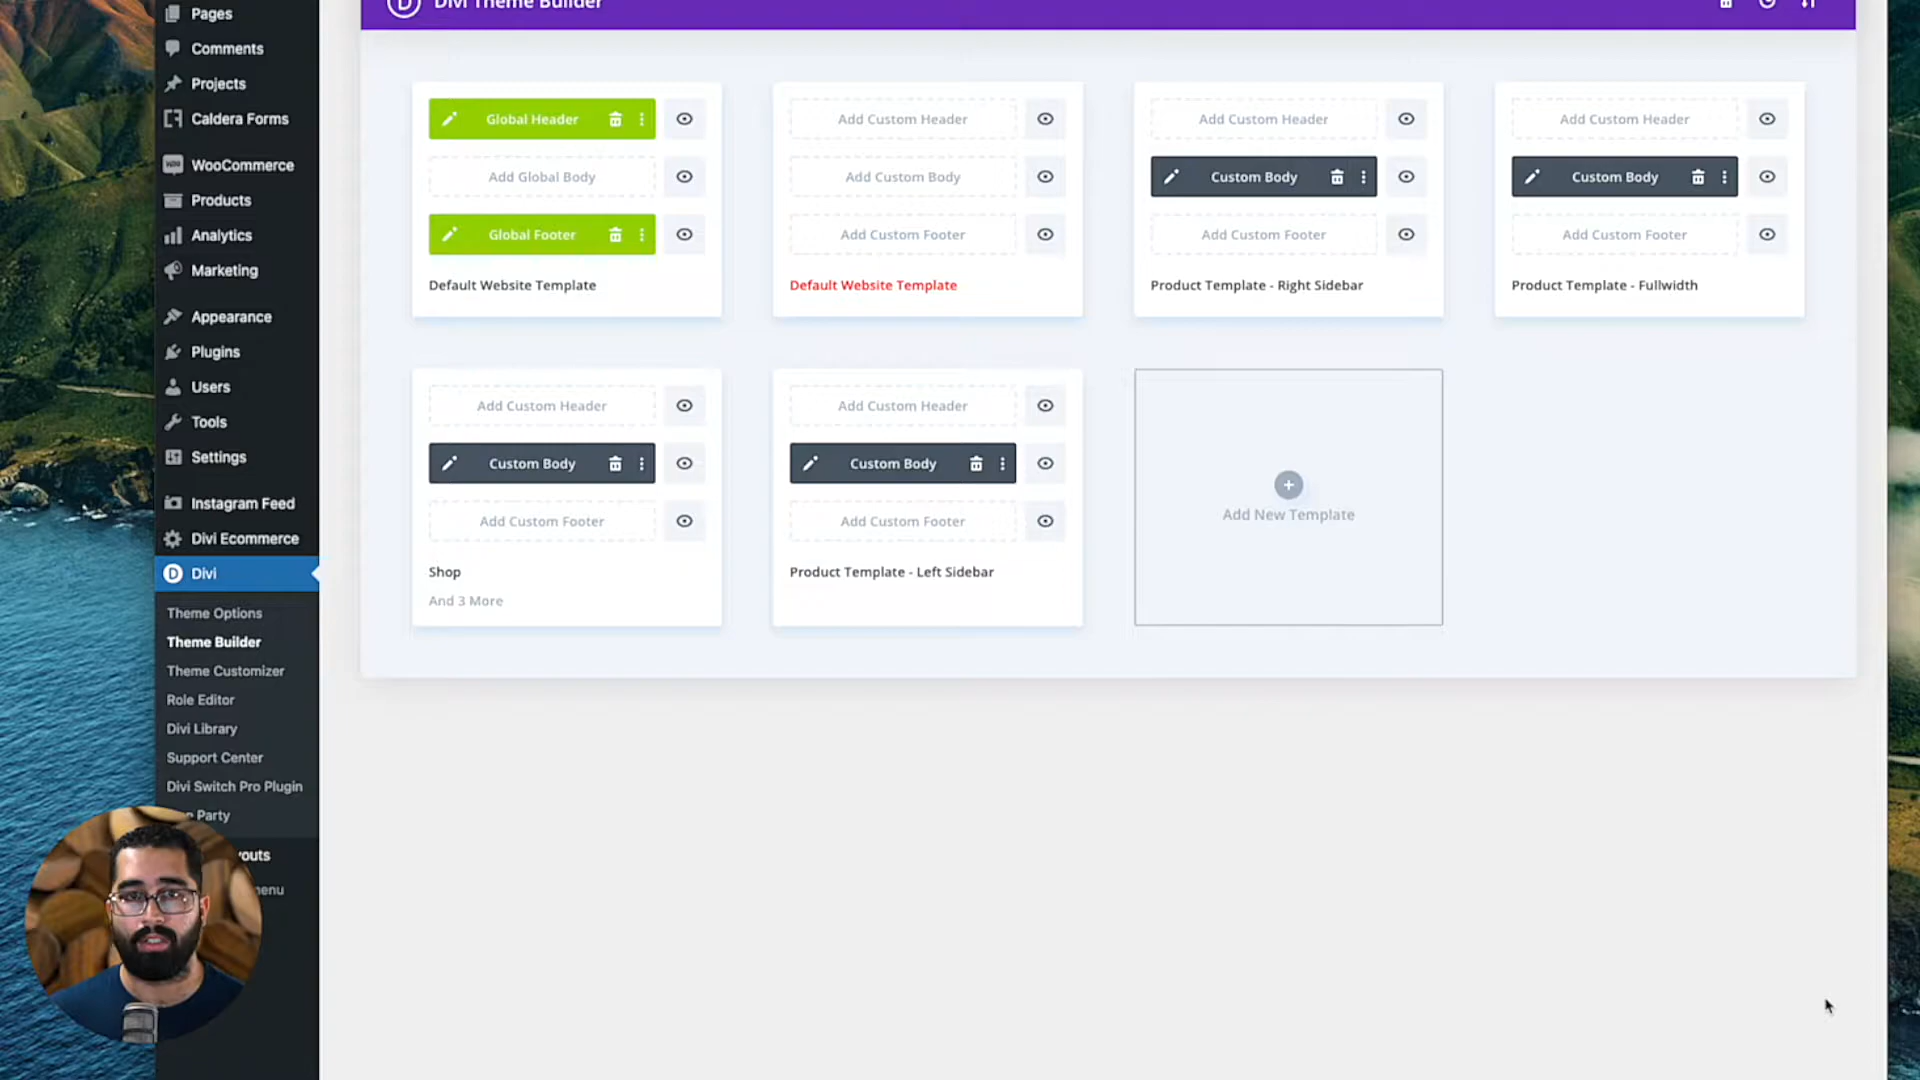 Pages
Comments
Projects
Caldera Forms
WooCommerce
Products
Analytics
Marketing
Appearance
Plugins
Users
Tools
Settings
Instagram Feed
Divi Ecommerce
Divi
Theme Options
Theme Builder
Theme Customizer
Role Editor
Divi Library
Support Center
Divi Switch Pro Plugin
Party
Divi Theme Builder
Global Header
Add Global Body
Global Footer
Default Website Template
Add Custom Header
Add Custom Body
Add Custom Footer
Default Website Template
Add Custom Header
Custom Body
Add Custom Footer
Product Template - Right Sidebar
Add Custom Header
Custom Body
Add Custom Footer
Product Template - Fullwidth
Add Custom Header
Custom Body
Add Custom Footer
Shop
And 3 More
Add Custom Header
Custom Body
Add Custom Footer
Product Template - Left Sidebar
Add New Template